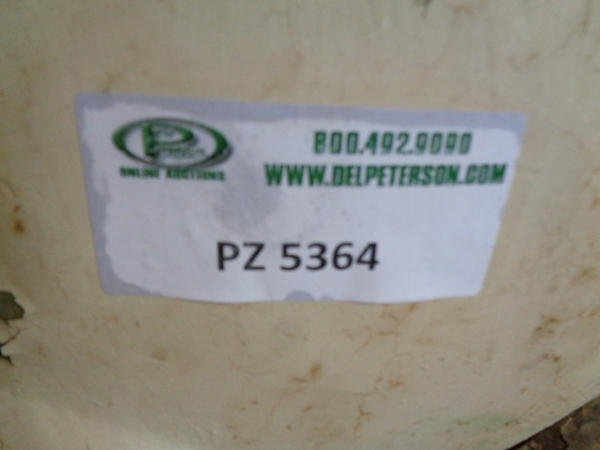 800.492.9090
WWW.DELPETERSON.COM
ONLINE AUCTIONS
PZ 5364